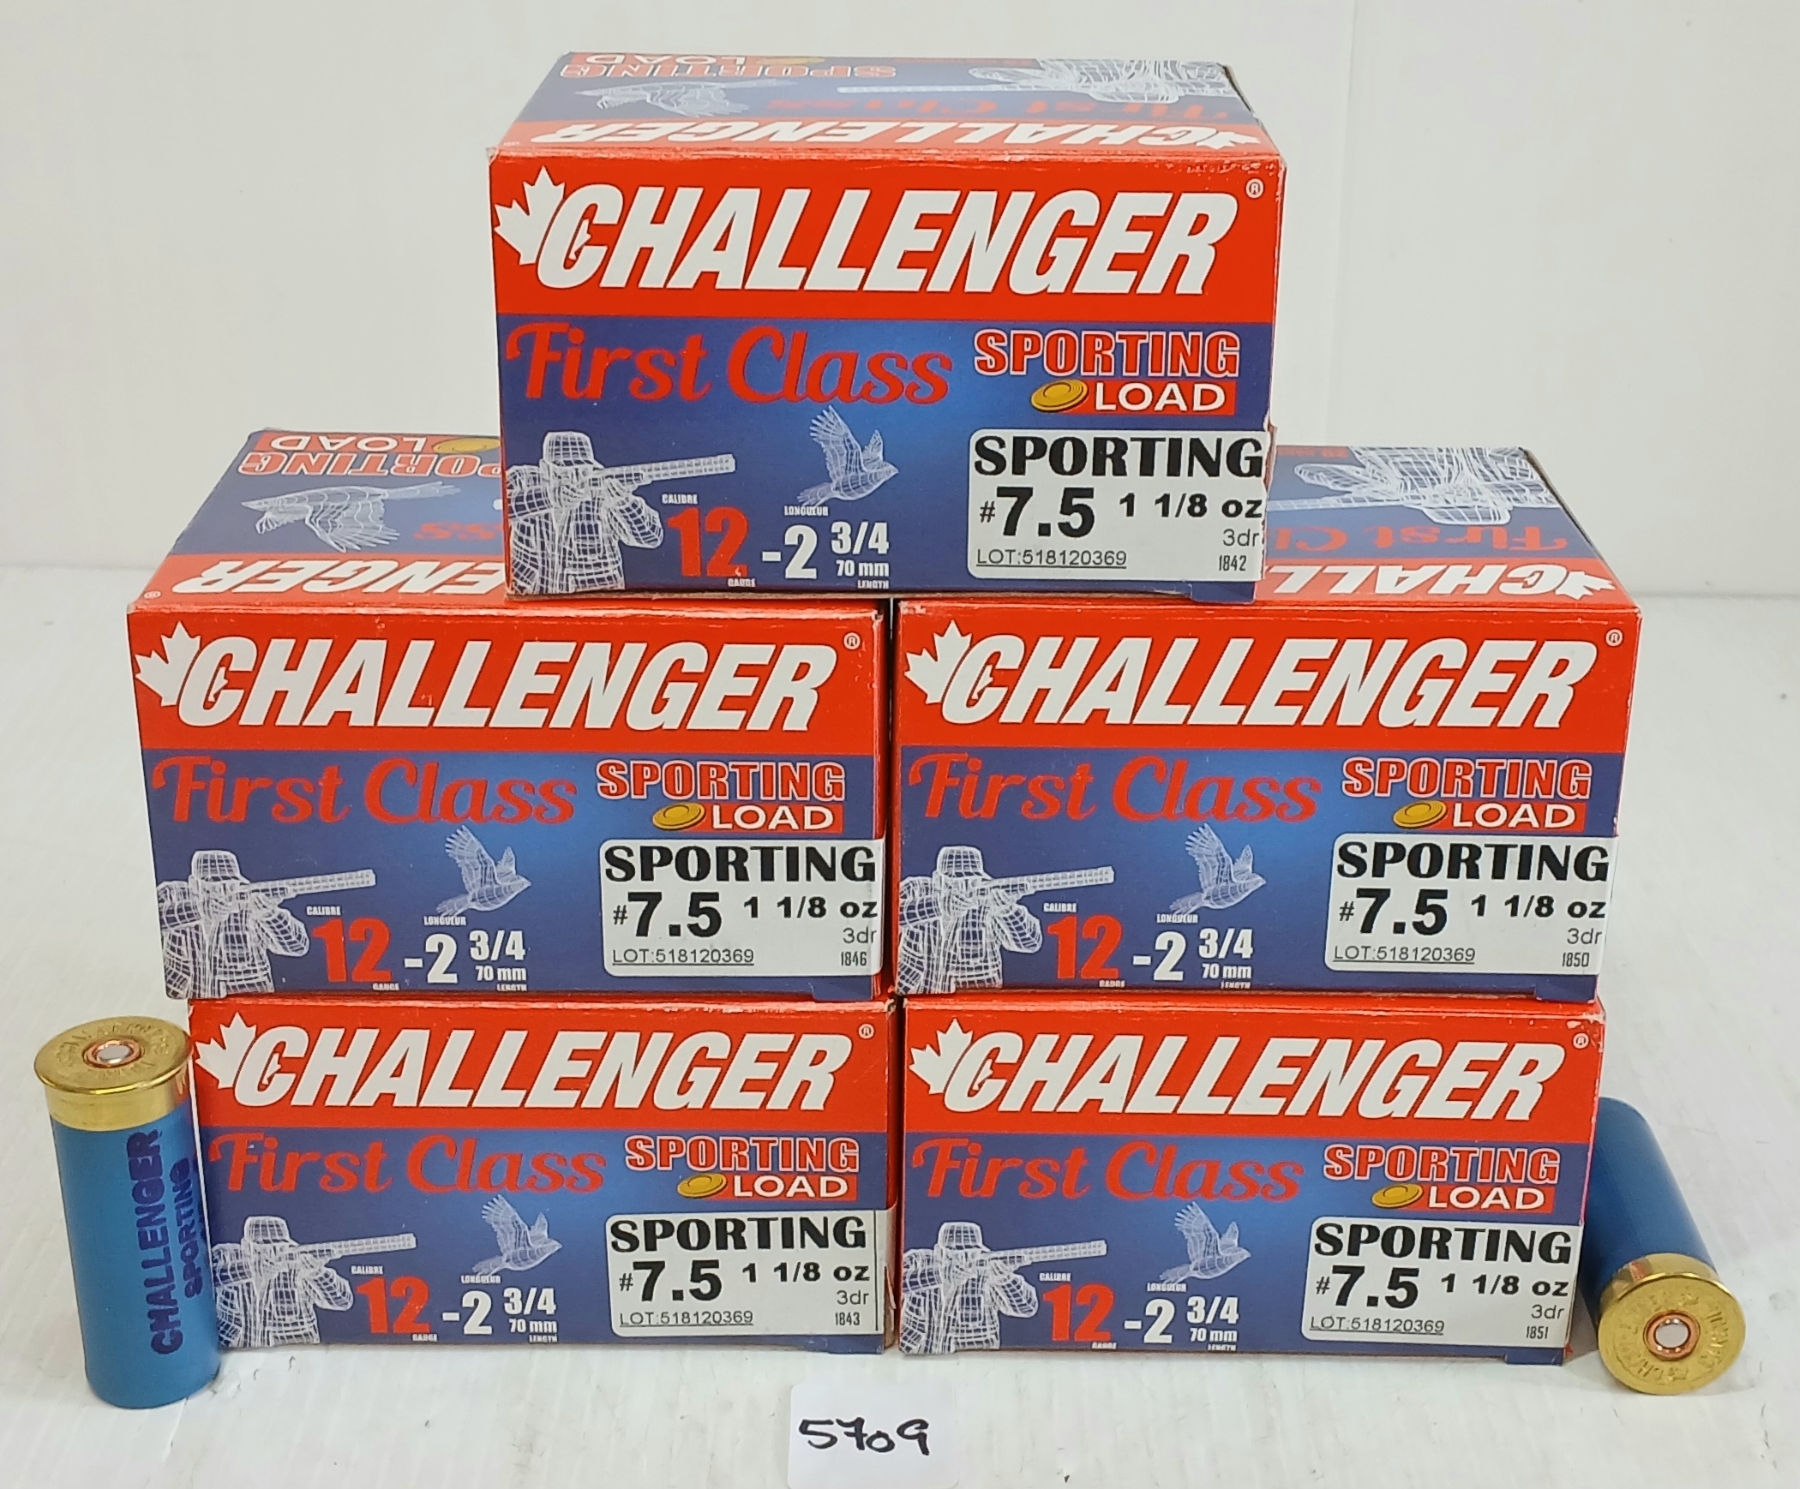 SPORTING
LOAD
First Class
CHALLENGER
CHALLENGER®
First Class
SPORTING
LOAD
SPORTING
#7.5 1 1/8 oz
3dr
LOT:518120369 1842
CALIBRE
12
GAUGE
LONGUEUR
-2 3/4
70 mm
LENGTH
LOAD
SPORTING
CHALLENGER®
First Class
SPORTING
LOAD
SPORTING
#7.5 1 1/8 oz
3dr
LOT:518120369 1846
CALIBRE
12
GAUGE
LONGUEUR
-2 3/4
70 mm
LENGTH
CHALLENGER®
First Class
SPORTING
LOAD
SPORTING
#7.5 1 1/8 oz
3dr
LOT:518120369 1850
CALIBRE
12
GAUGE
LONGUEUR
-2 3/4
70 mm
LENGTH
CHALLENGER®
First Class
SPORTING
LOAD
SPORTING
#7.5 1 1/8 oz
3dr
LOT:518120369 1843
CALIBRE
12
GAUGE
LONGUEUR
-2 3/4
70 mm
LENGTH
CHALLENGER®
First Class
SPORTING
LOAD
SPORTING
#7.5 1 1/8 oz
3dr
LOT:518120369 1851
CALIBRE
12
GAUGE
LONGUEUR
-2 3/4
70 mm
LENGTH
CHALLENGER
SPORTING
5709